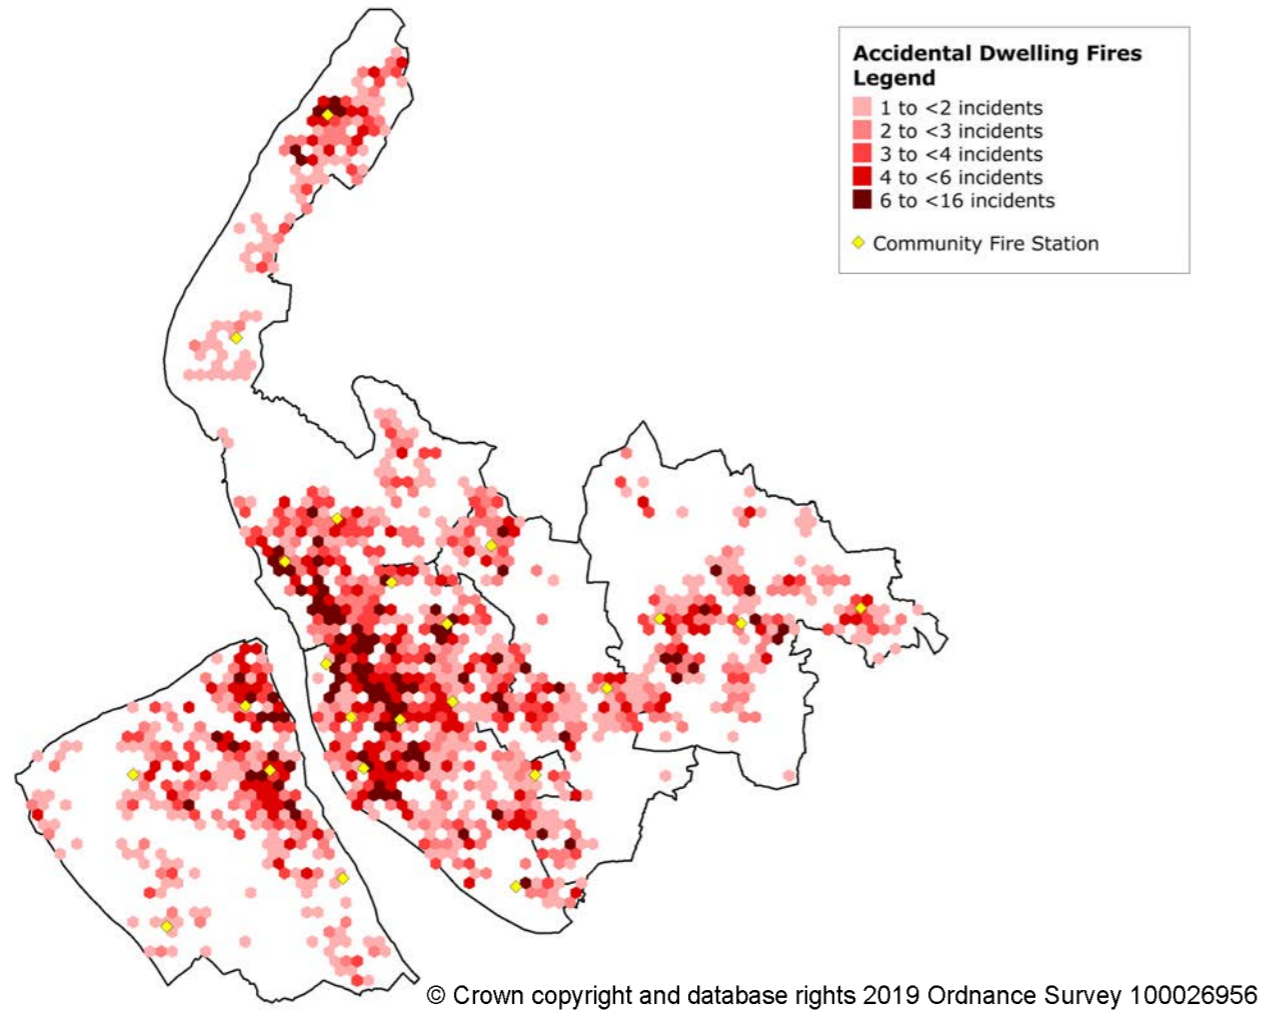 Accidental Dwelling Fires
Legend
1 to <2 incidents
2 to <3 incidents
3 to <4 incidents
4 to <6 incidents
6 to <16 incidents
Community Fire Station
© Crown copyright and database rights 2019 Ordnance Survey 100026956